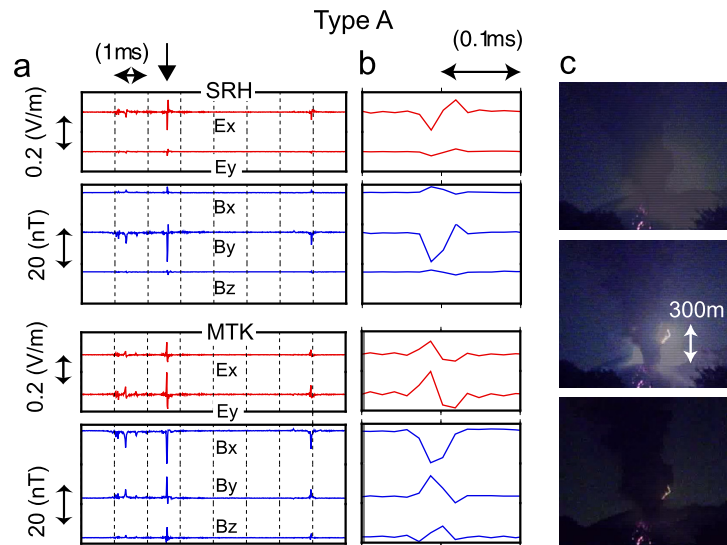 Type A
(1ms)
(0.1ms)
a
b
c
SRH
0.2 (V/m)
Ex
Ey
20 (nT)
Bx
By
Bz
300m
MTK
0.2 (V/m)
Ex
Ey
20 (nT)
Bx
By
Bz